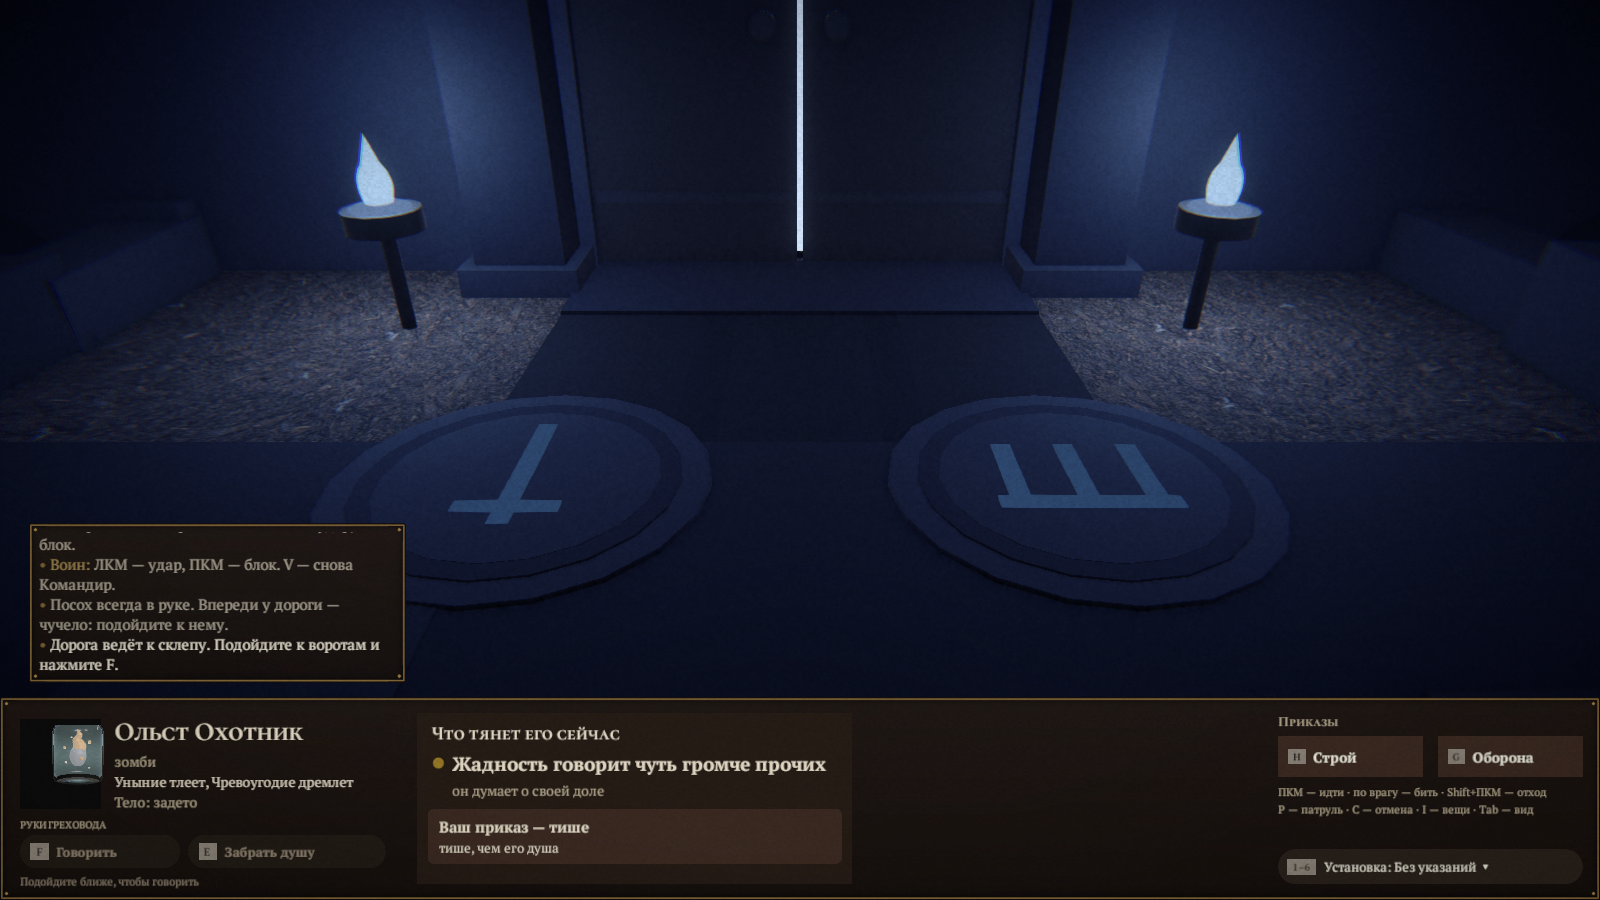 блок.
• Воин: ЛКМ — удар, ПКМ — блок. V — снова
Командир.
• Посох всегда в руке. Впереди у дороги —
чучело: подойдите к нему.
• Дорога ведёт к склепу. Подойдите к воротам и
нажмите F.
Ольст Охотник
зомби
Уныние тлеет, Чревоугодие дремлет
Тело: задето
РУКИ ГРЕХОВОДА
F Говорить
E Забрать душу
Подойдите ближе, чтобы говорить
Что тянет его сейчас
Жадность говорит чуть громче прочих
он думает о своей доле
Ваш приказ — тише
тише, чем его душа
Приказы
H Строй
G Оборона
ПКМ — идти · по врагу — бить · Shift+ПКМ — отход
P — патруль · C — отмена · I — вещи · Tab — вид
1–6 Установка: Без указаний ▾